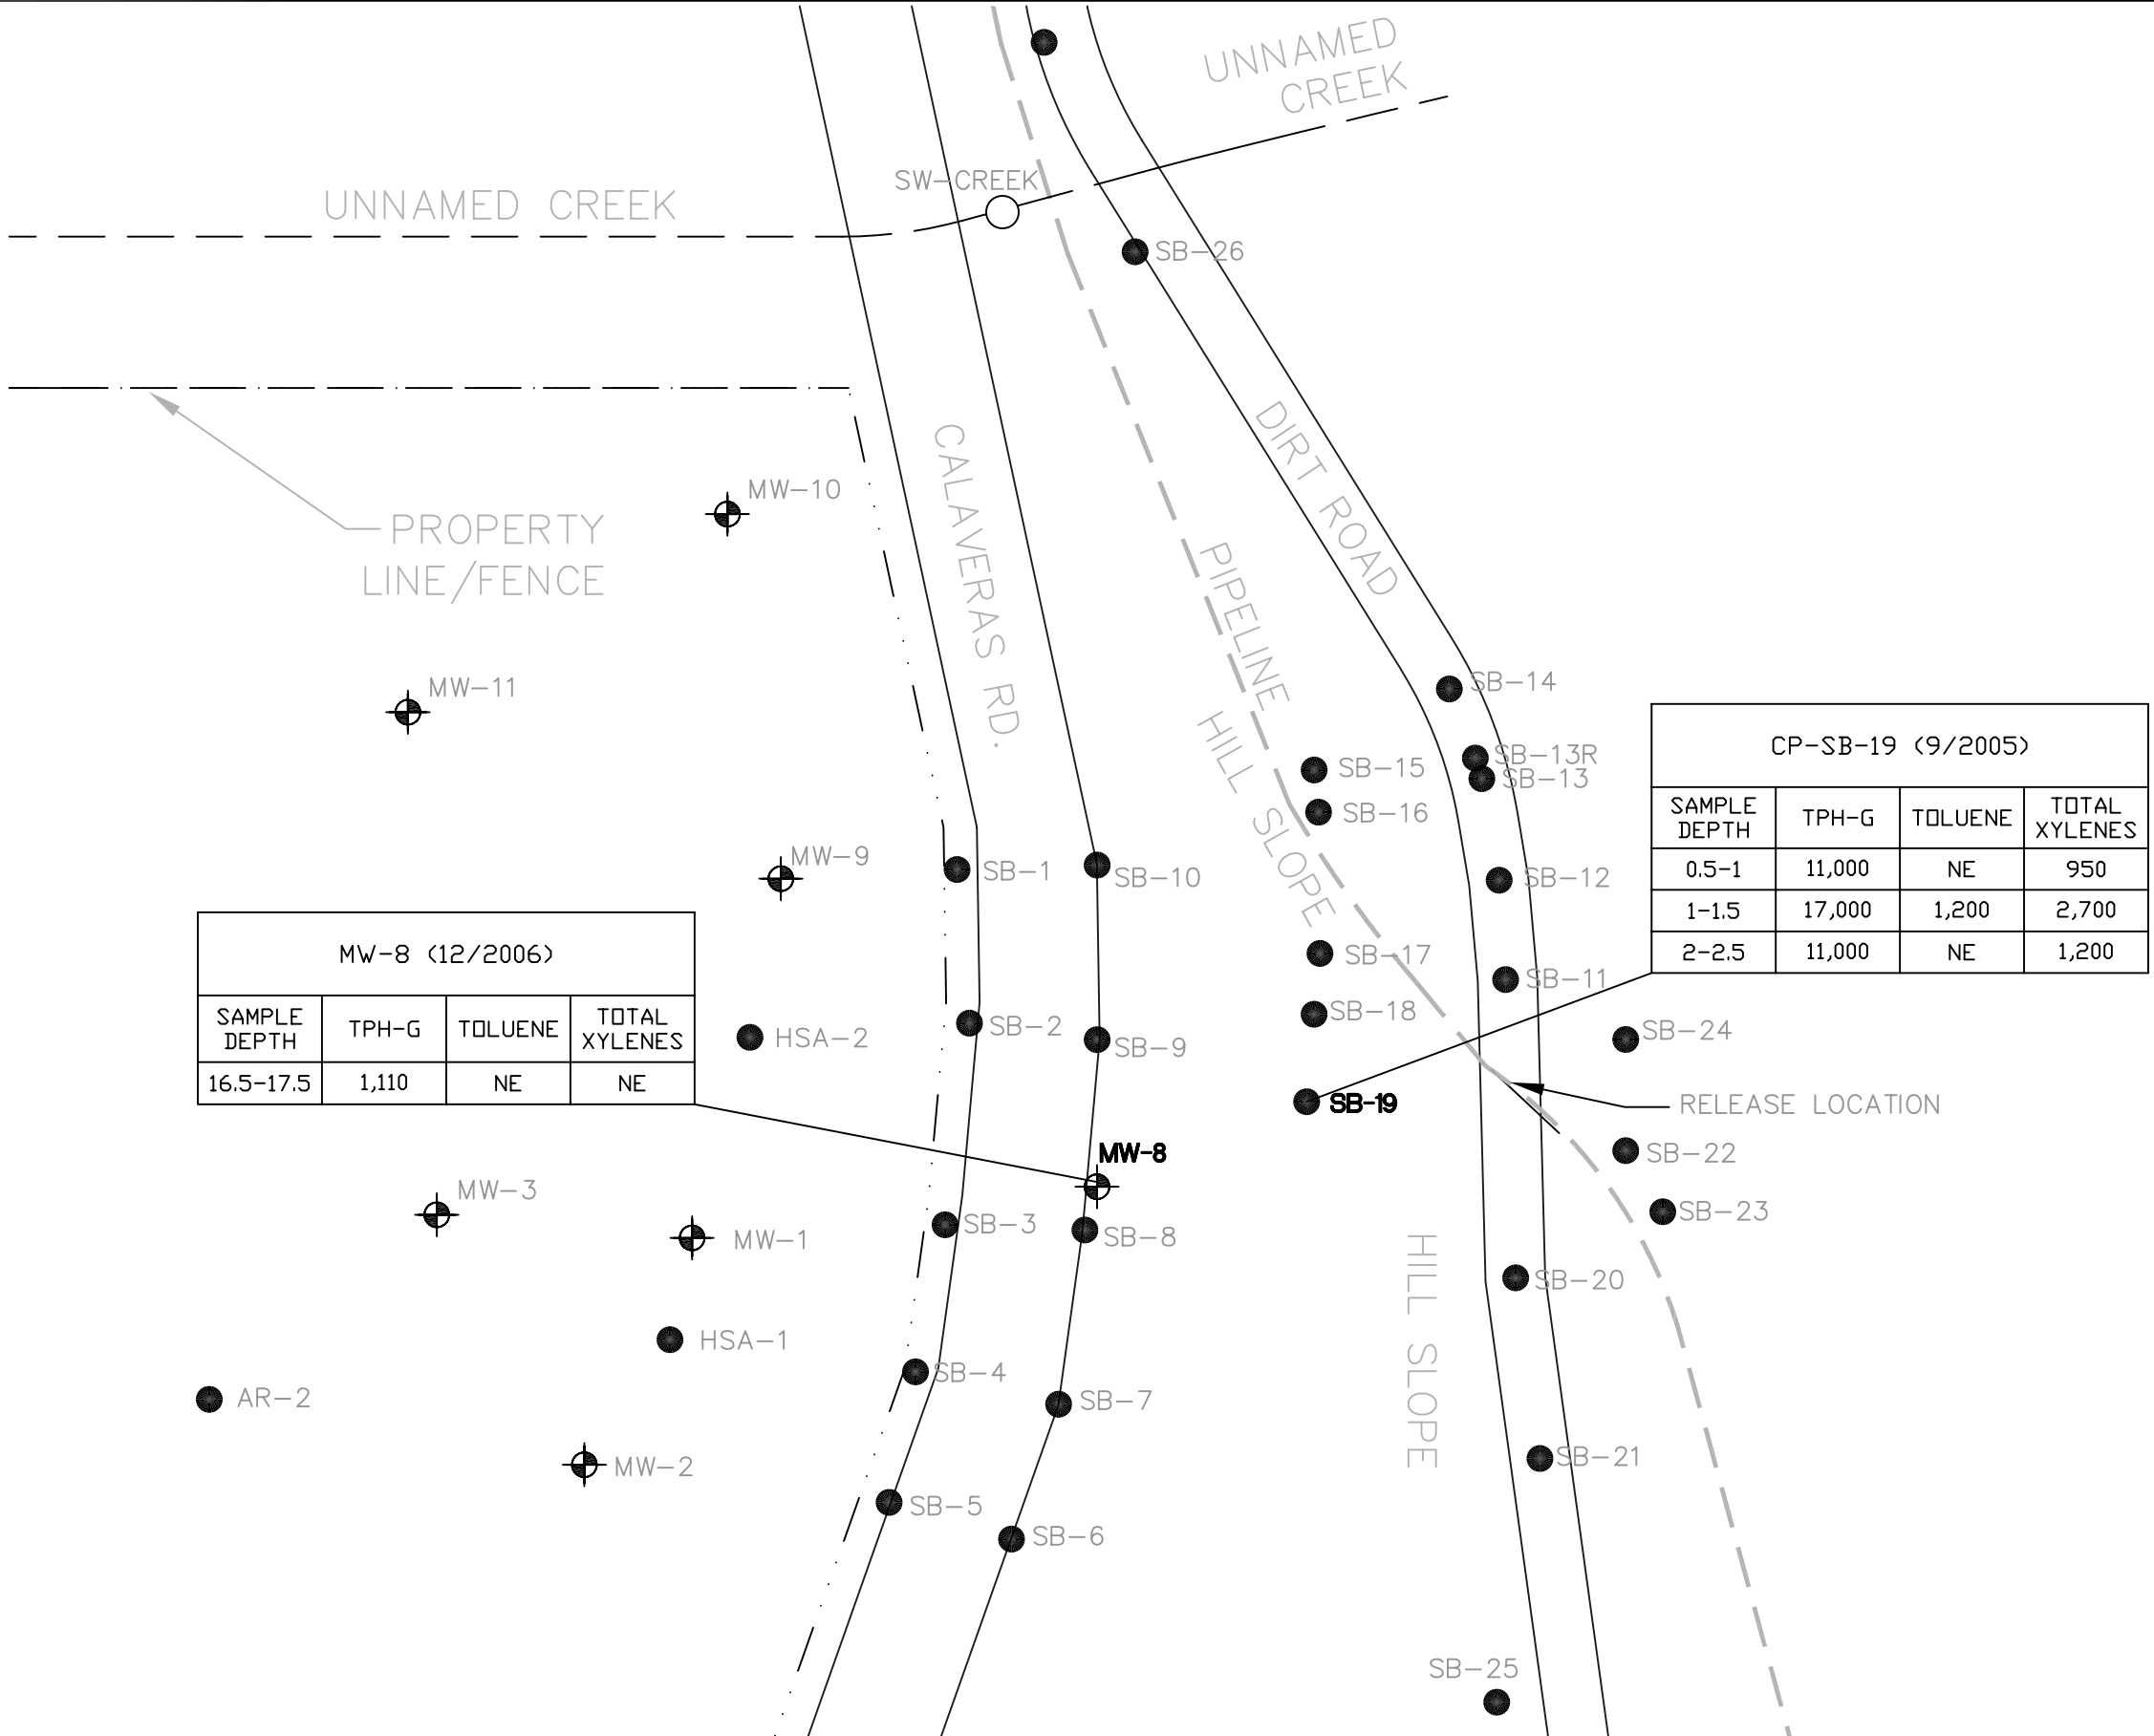 UNNAMED
CREEK
SW-CREEK
UNNAMED CREEK
SB-26
DIRT ROAD
CALAVERAS RD.
MW-10
PROPERTY
LINE/FENCE
PIPELINE
HILL SLOPE
MW-11
SB-14
SB-13R
SB-13
SB-15
SB-16
CP-SB-19 (9/2005)
SAMPLE DEPTH TPH-G TOLUENE TOTAL XYLENES
0.5-1 11,000 NE 950
1-1.5 17,000 1,200 2,700
2-2.5 11,000 NE 1,200
MW-9
SB-1
SB-10
SB-12
MW-8 (12/2006)
SAMPLE DEPTH TPH-G TOLUENE TOTAL XYLENES
16.5-17.5 1,110 NE NE
SB-17
SB-11
SB-18
HSA-2
SB-2
SB-9
SB-24
SB-19
RELEASE LOCATION
MW-8
SB-22
MW-3
SB-23
MW-1
SB-3
SB-8
HILL SLOPE
SB-20
HSA-1
SB-4
AR-2
SB-7
MW-2
SB-21
SB-5
SB-6
SB-25